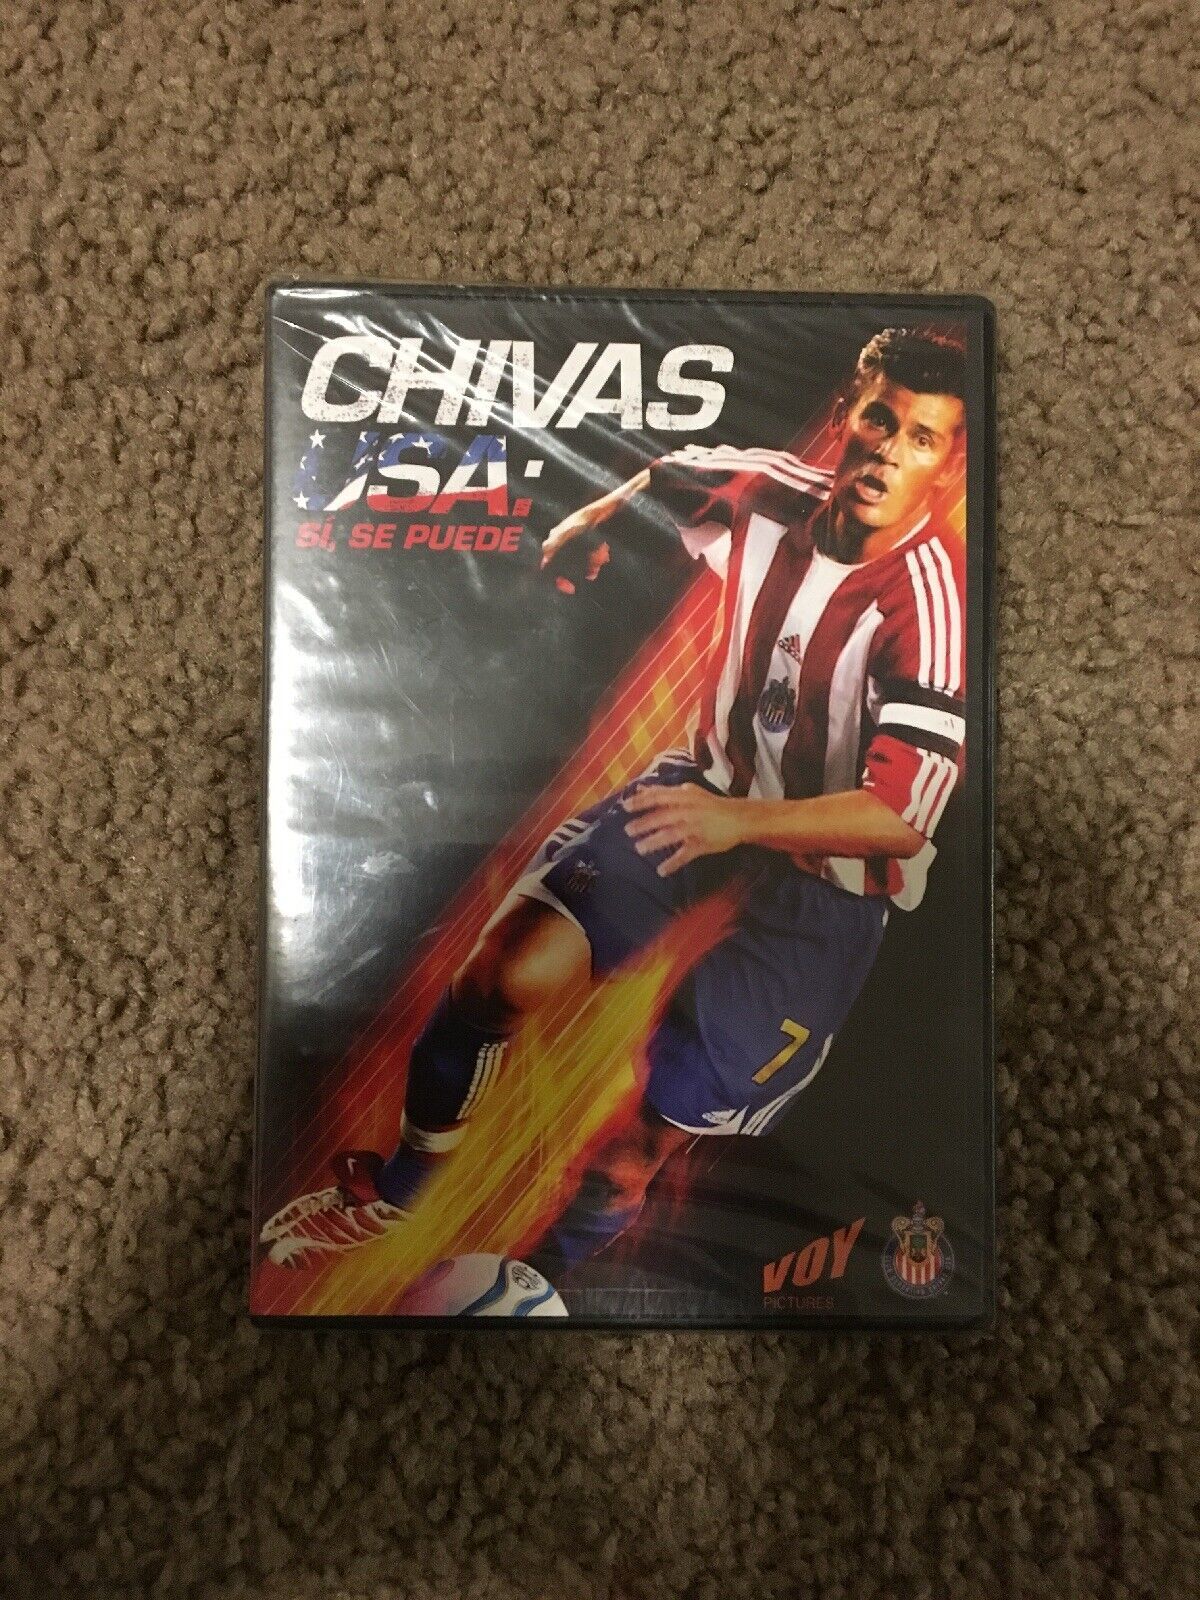 CHIVAS
USA:
SÍ, SE PUEDE
7
VOY
PICTURES